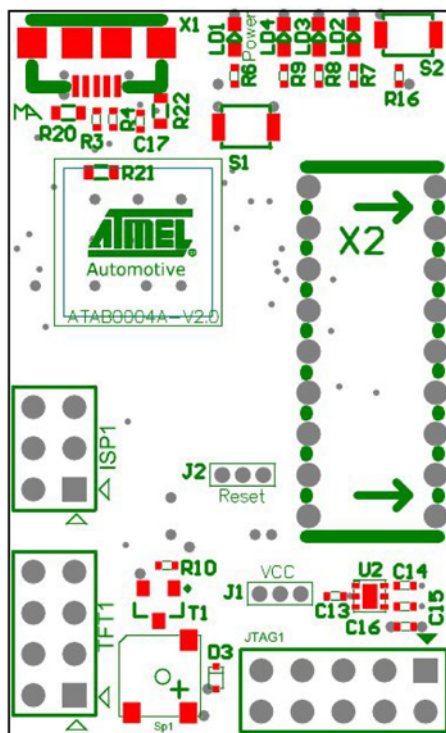 X1
LD1
Power
LD4
LD3
LD2
S2
R6
R9
R8
R7
R16
R20
R3
R4
C17
R22
S1
R21
ATMEL®
Automotive
ATAB0004A-V2.0
X2
ISP1
J2
Reset
R10
TFT1
T1
J1
VCC
U2
C14
C13
C16
C15
D3
JTAG1
Sp1